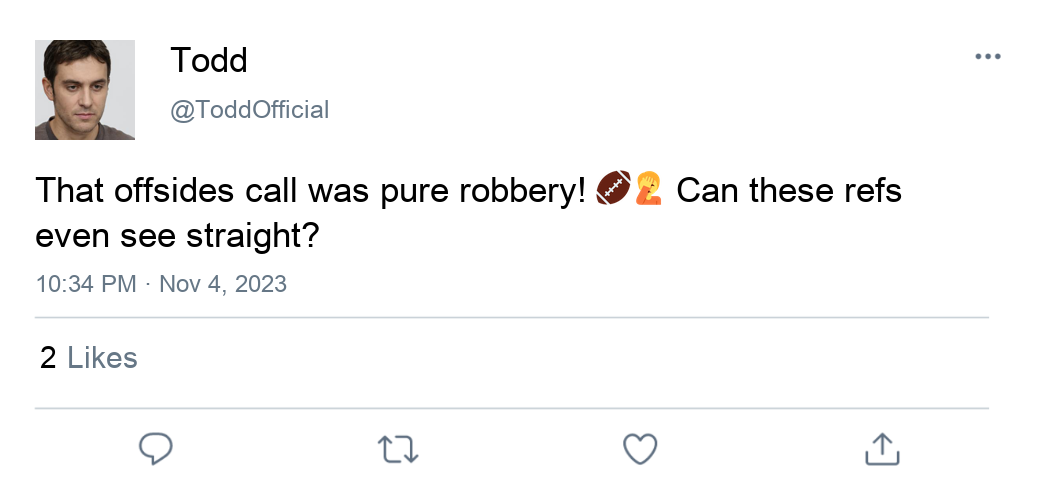 Todd
@ToddOfficial
That offsides call was pure robbery! 🏈🤦 Can these refs
even see straight?
10:34 PM · Nov 4, 2023
2 Likes